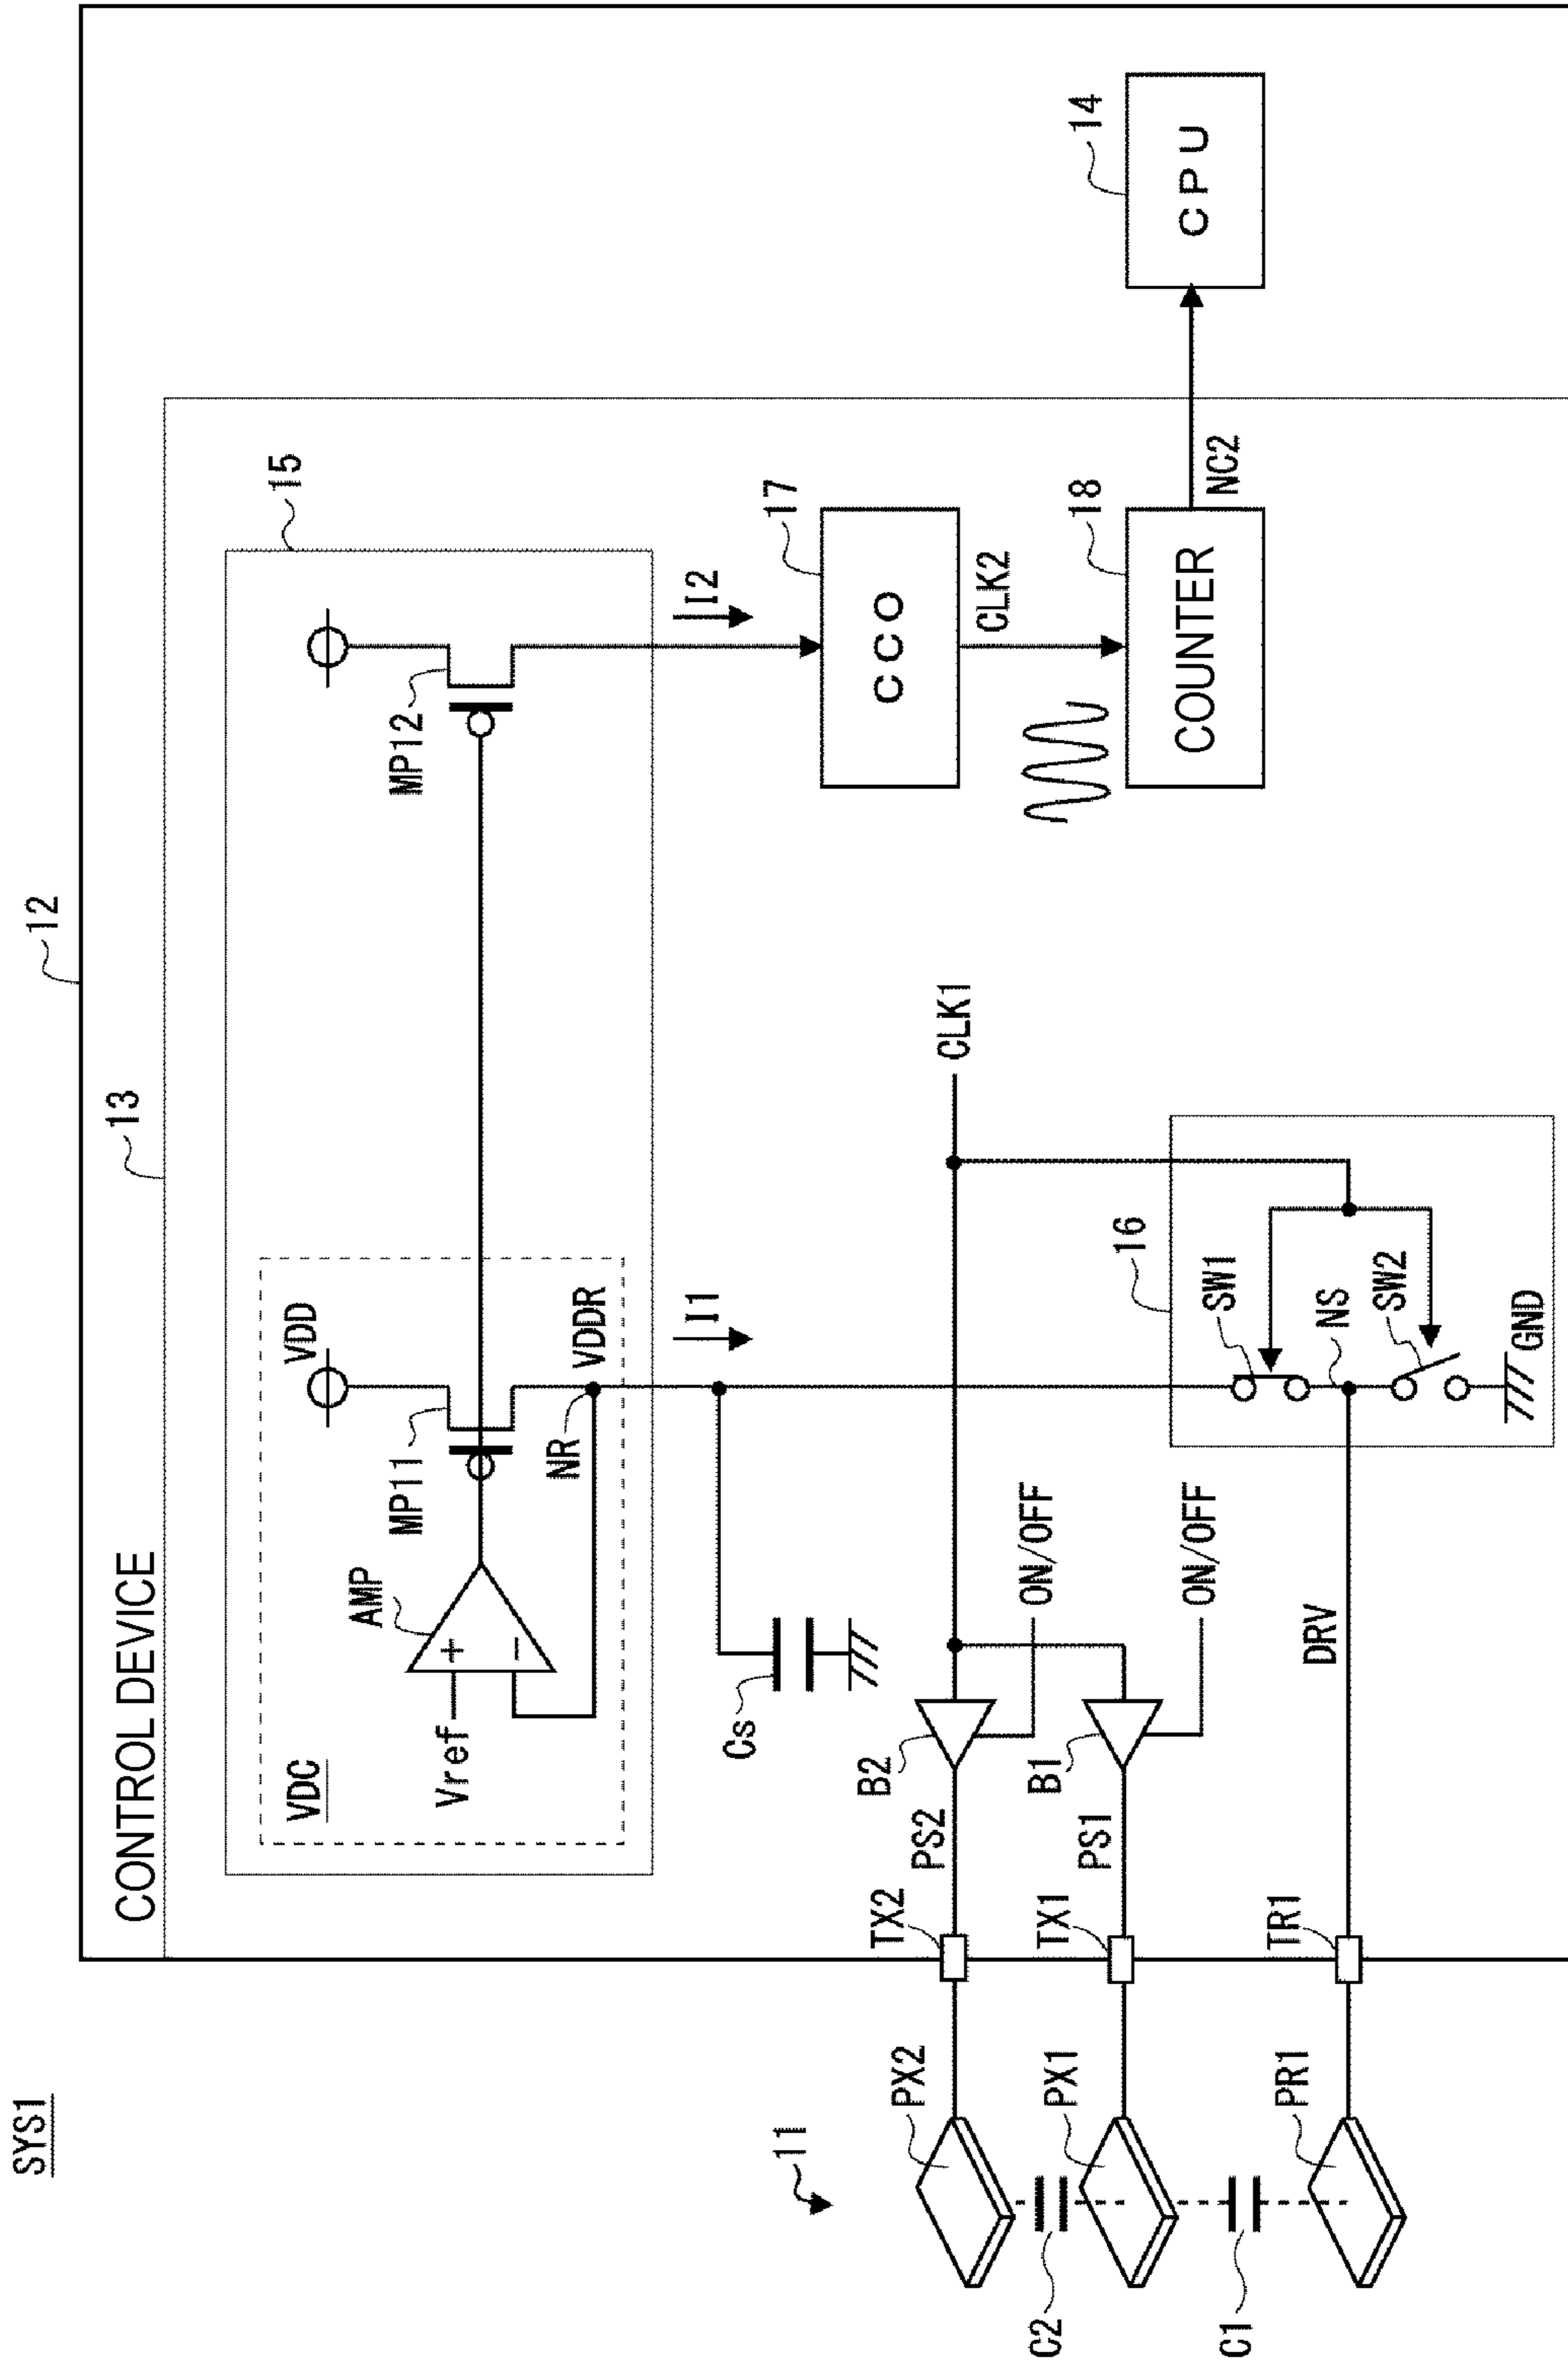 SYS1
12
CONTROL DEVICE
13
15
VDC
VDD
AMP
Vref
+
−
MP11
MP12
NR
VDDR
I1
I2
Cs
17
CCO
CLK2
18
COUNTER
NC2
14
CPU
CLK1
11
PX2
TX2
PS2
B2
ON/OFF
C2
PX1
TX1
PS1
B1
ON/OFF
C1
PR1
TR1
DRV
16
SW1
NS
SW2
GND